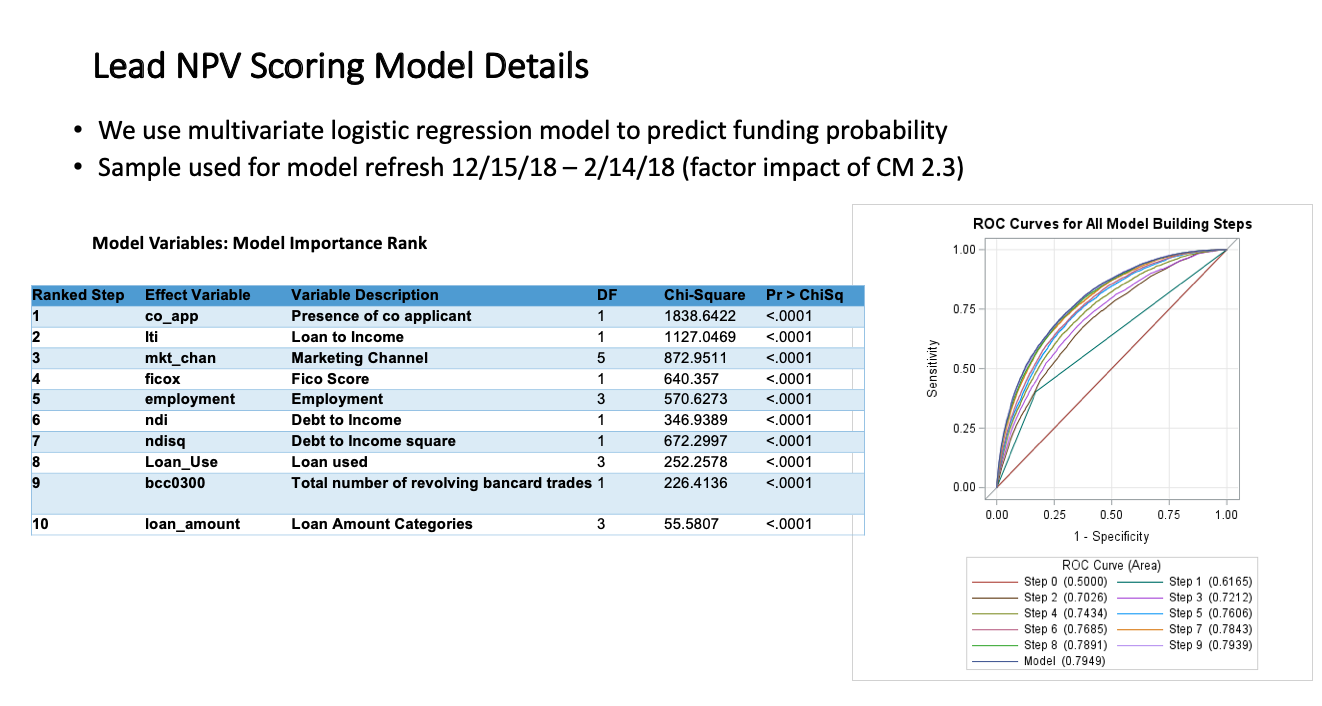 Lead NPV Scoring Model Details
• We use multivariate logistic regression model to predict funding probability
• Sample used for model refresh 12/15/18 – 2/14/18 (factor impact of CM 2.3)
Model Variables: Model Importance Rank
Ranked Step Effect Variable Variable Description DF Chi-Square Pr > ChiSq
1 co_app Presence of co applicant 1 1838.6422 <.0001
2 lti Loan to Income 1 1127.0469 <.0001
3 mkt_chan Marketing Channel 5 872.9511 <.0001
4 ficox Fico Score 1 640.357 <.0001
5 employment Employment 3 570.6273 <.0001
6 ndi Debt to Income 1 346.9389 <.0001
7 ndisq Debt to Income square 1 672.2997 <.0001
8 Loan_Use Loan used 3 252.2578 <.0001
9 bcc0300 Total number of revolving bancard trades 1 226.4136 <.0001
10 loan_amount Loan Amount Categories 3 55.5807 <.0001
ROC Curves for All Model Building Steps
1.00
0.75
0.50
0.25
0.00
Sensitivity
0.00 0.25 0.50 0.75 1.00
1 - Specificity
ROC Curve (Area)
Step 0 (0.5000) Step 1 (0.6165)
Step 2 (0.7026) Step 3 (0.7212)
Step 4 (0.7434) Step 5 (0.7606)
Step 6 (0.7685) Step 7 (0.7843)
Step 8 (0.7891) Step 9 (0.7939)
Model (0.7949)